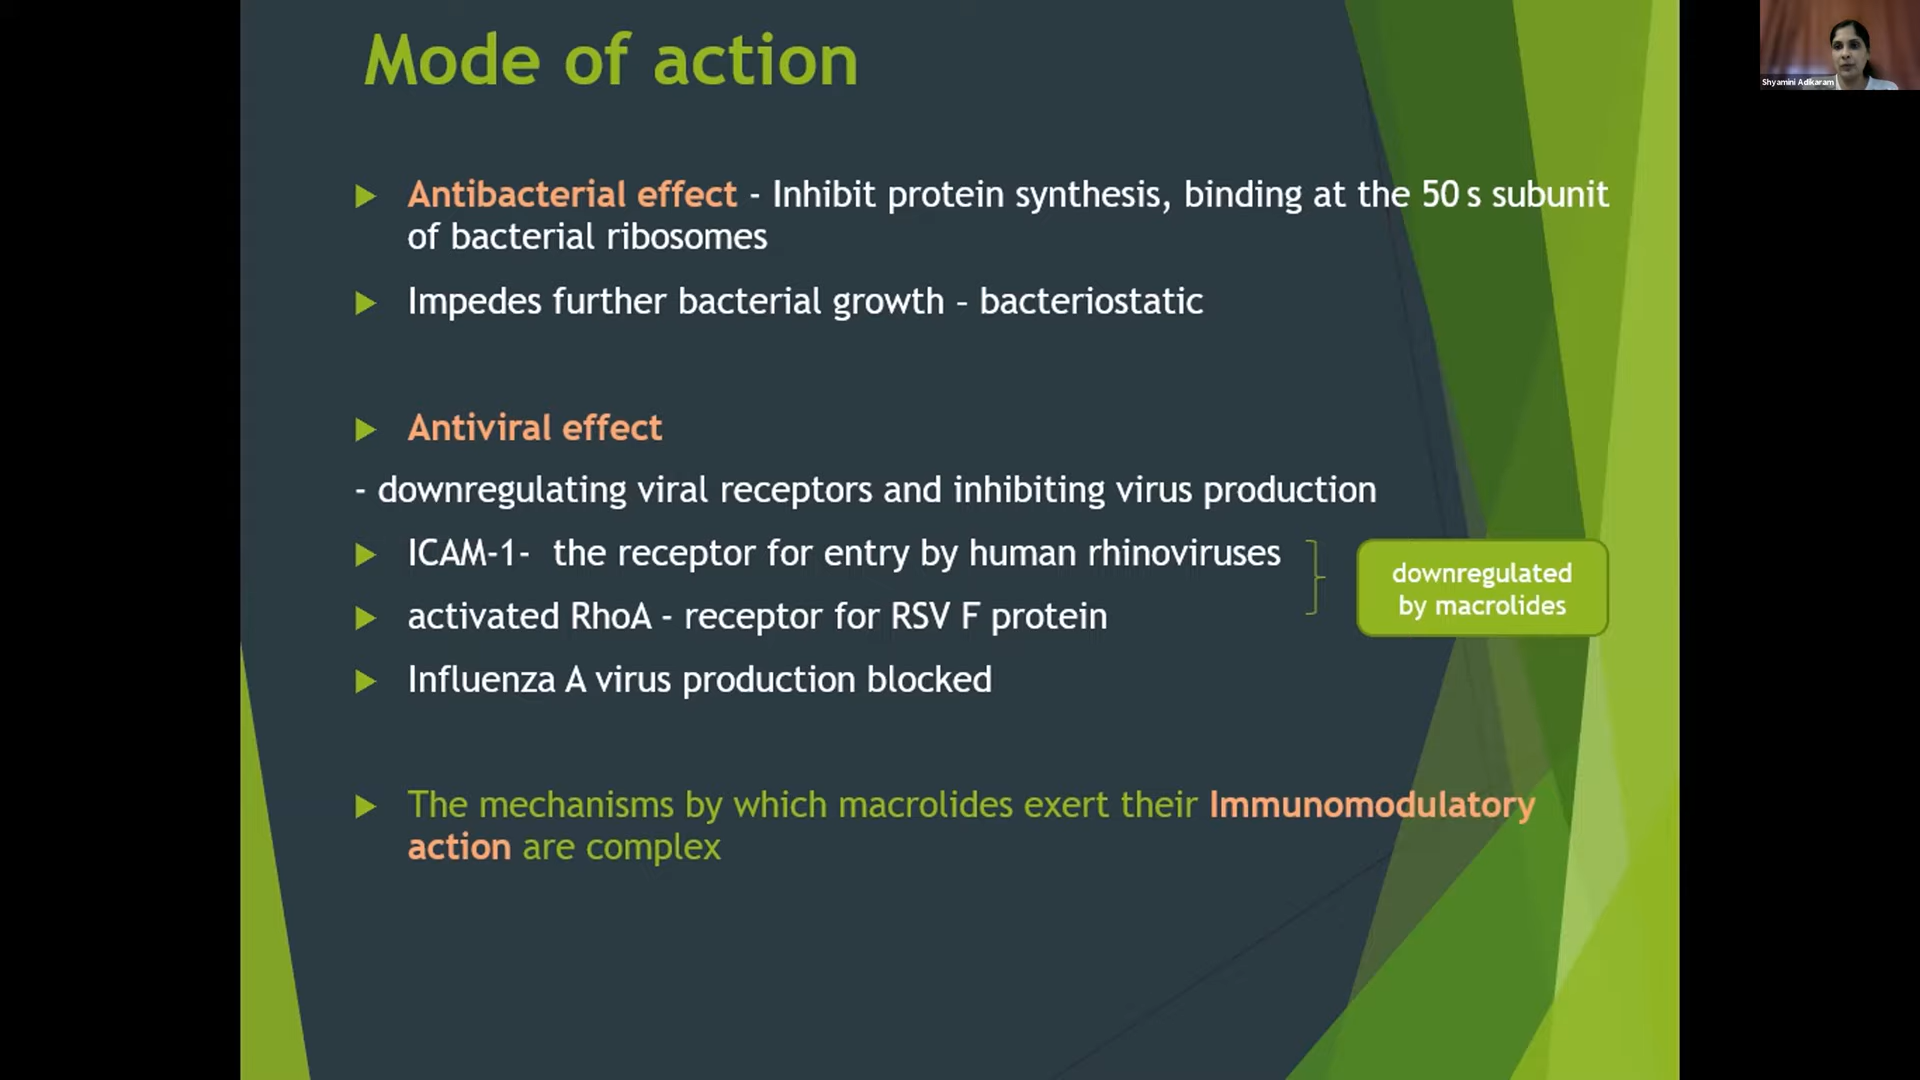 Mode of action
Antibacterial effect - Inhibit protein synthesis, binding at the 50 s subunit
of bacterial ribosomes
Impedes further bacterial growth – bacteriostatic
Antiviral effect
- downregulating viral receptors and inhibiting virus production
ICAM-1- the receptor for entry by human rhinoviruses
activated RhoA - receptor for RSV F protein
downregulated
by macrolides
Influenza A virus production blocked
The mechanisms by which macrolides exert their Immunomodulatory
action are complex
Shyamini Adikaram